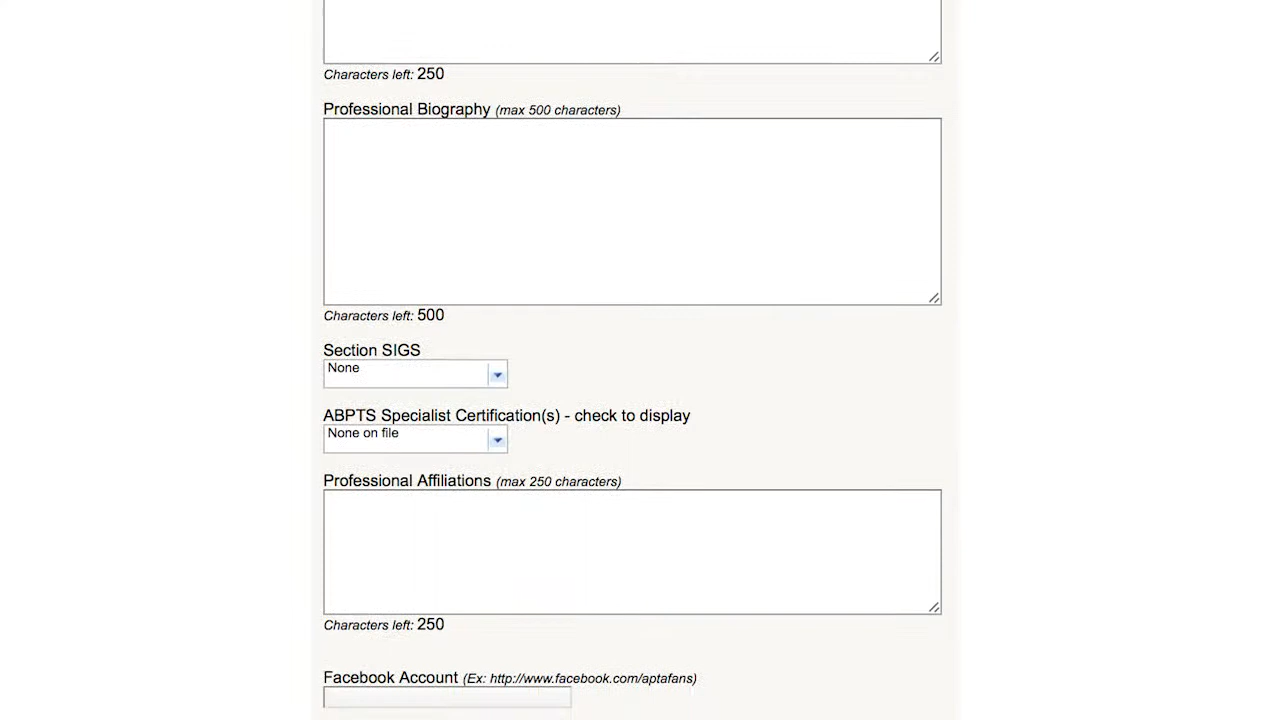 Characters left: 250
Professional Biography (max 500 characters)
Characters left: 500
Section SIGS
None
ABPTS Specialist Certification(s) - check to display
None on file
Professional Affiliations (max 250 characters)
Characters left: 250
Facebook Account (Ex: http://www.facebook.com/aptafans)